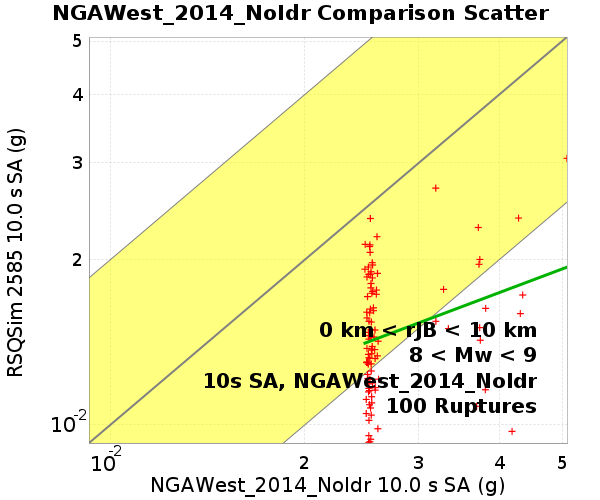 NGAWest_2014_NoIdr Comparison Scatter
RSQSim 2585 10.0 s SA (g)
5
4
3
2
10-2
0 km < rJB < 10 km
8 < Mw < 9
10s SA, NGAWest_2014_NoIdr
100 Ruptures
10-2
2
3
4
5
NGAWest_2014_NoIdr 10.0 s SA (g)